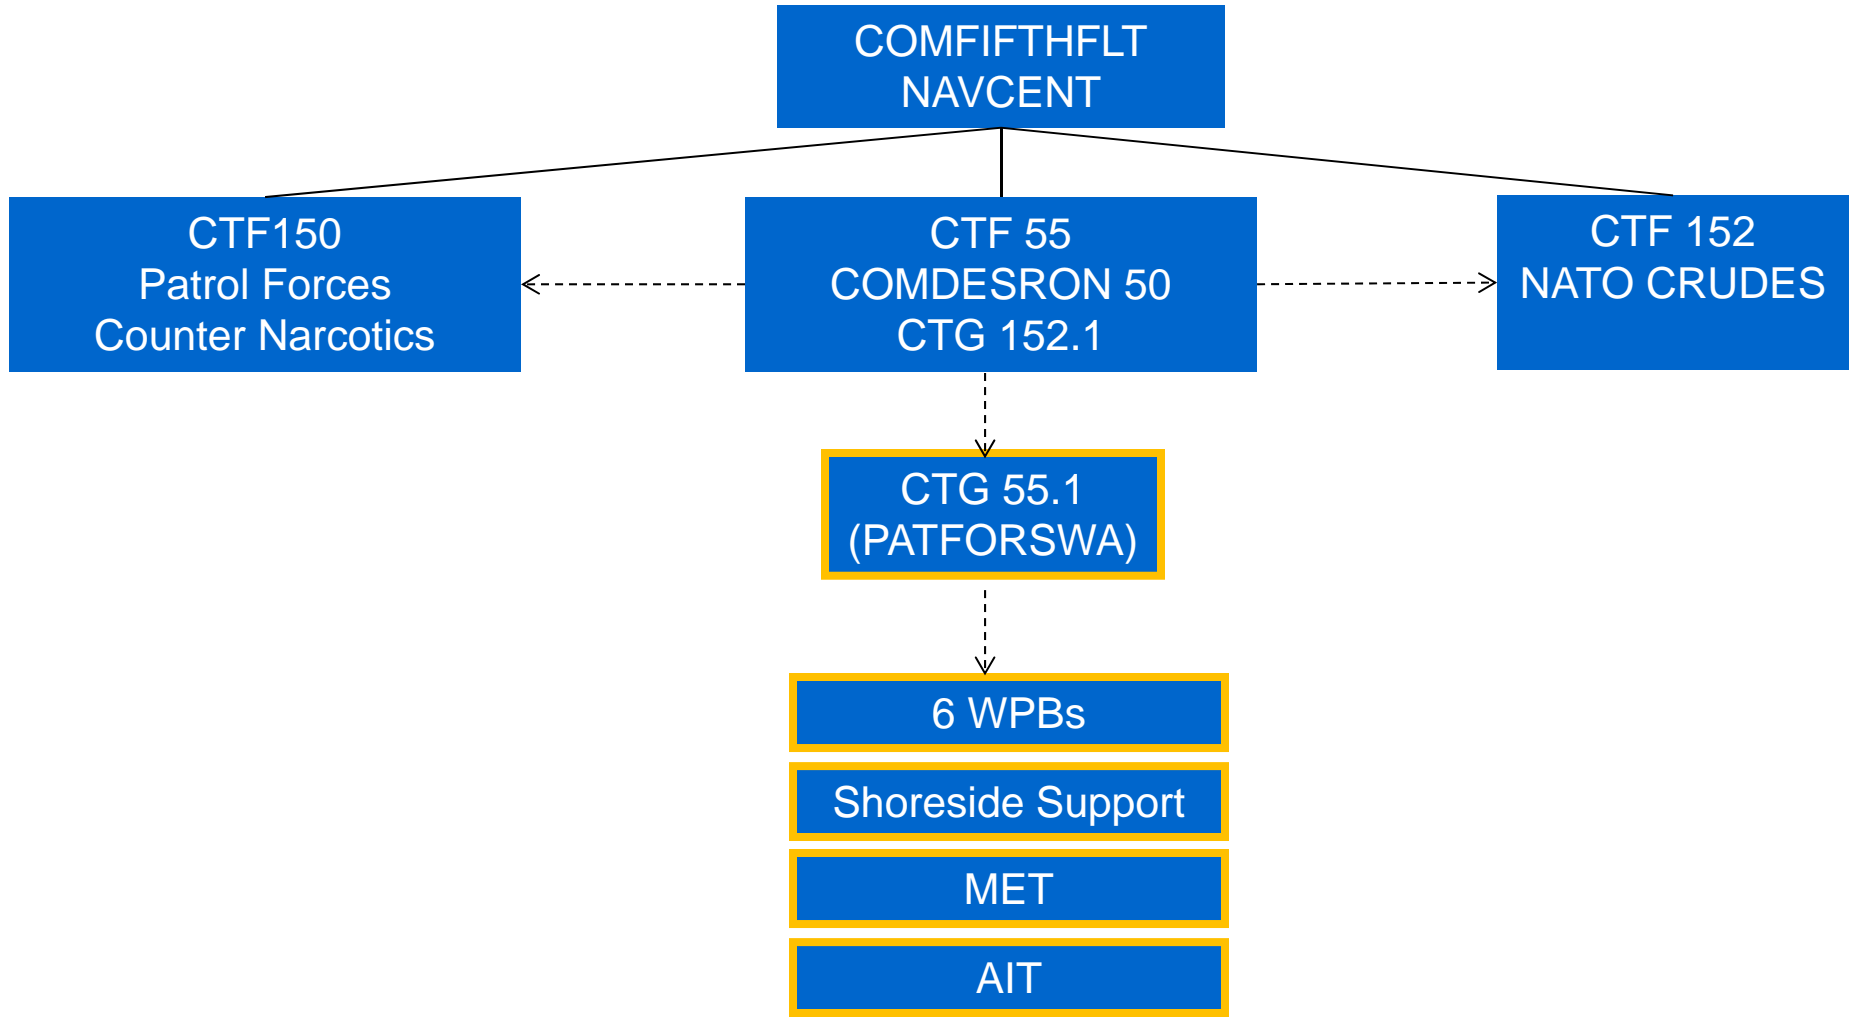 COMFIFTHFLT
NAVCENT
CTF150
Patrol Forces
Counter Narcotics
CTF 55
COMDESRON 50
CTG 152.1
CTF 152
NATO CRUDES
CTG 55.1
(PATFORSWA)
6 WPBs
Shoreside Support
MET
AIT